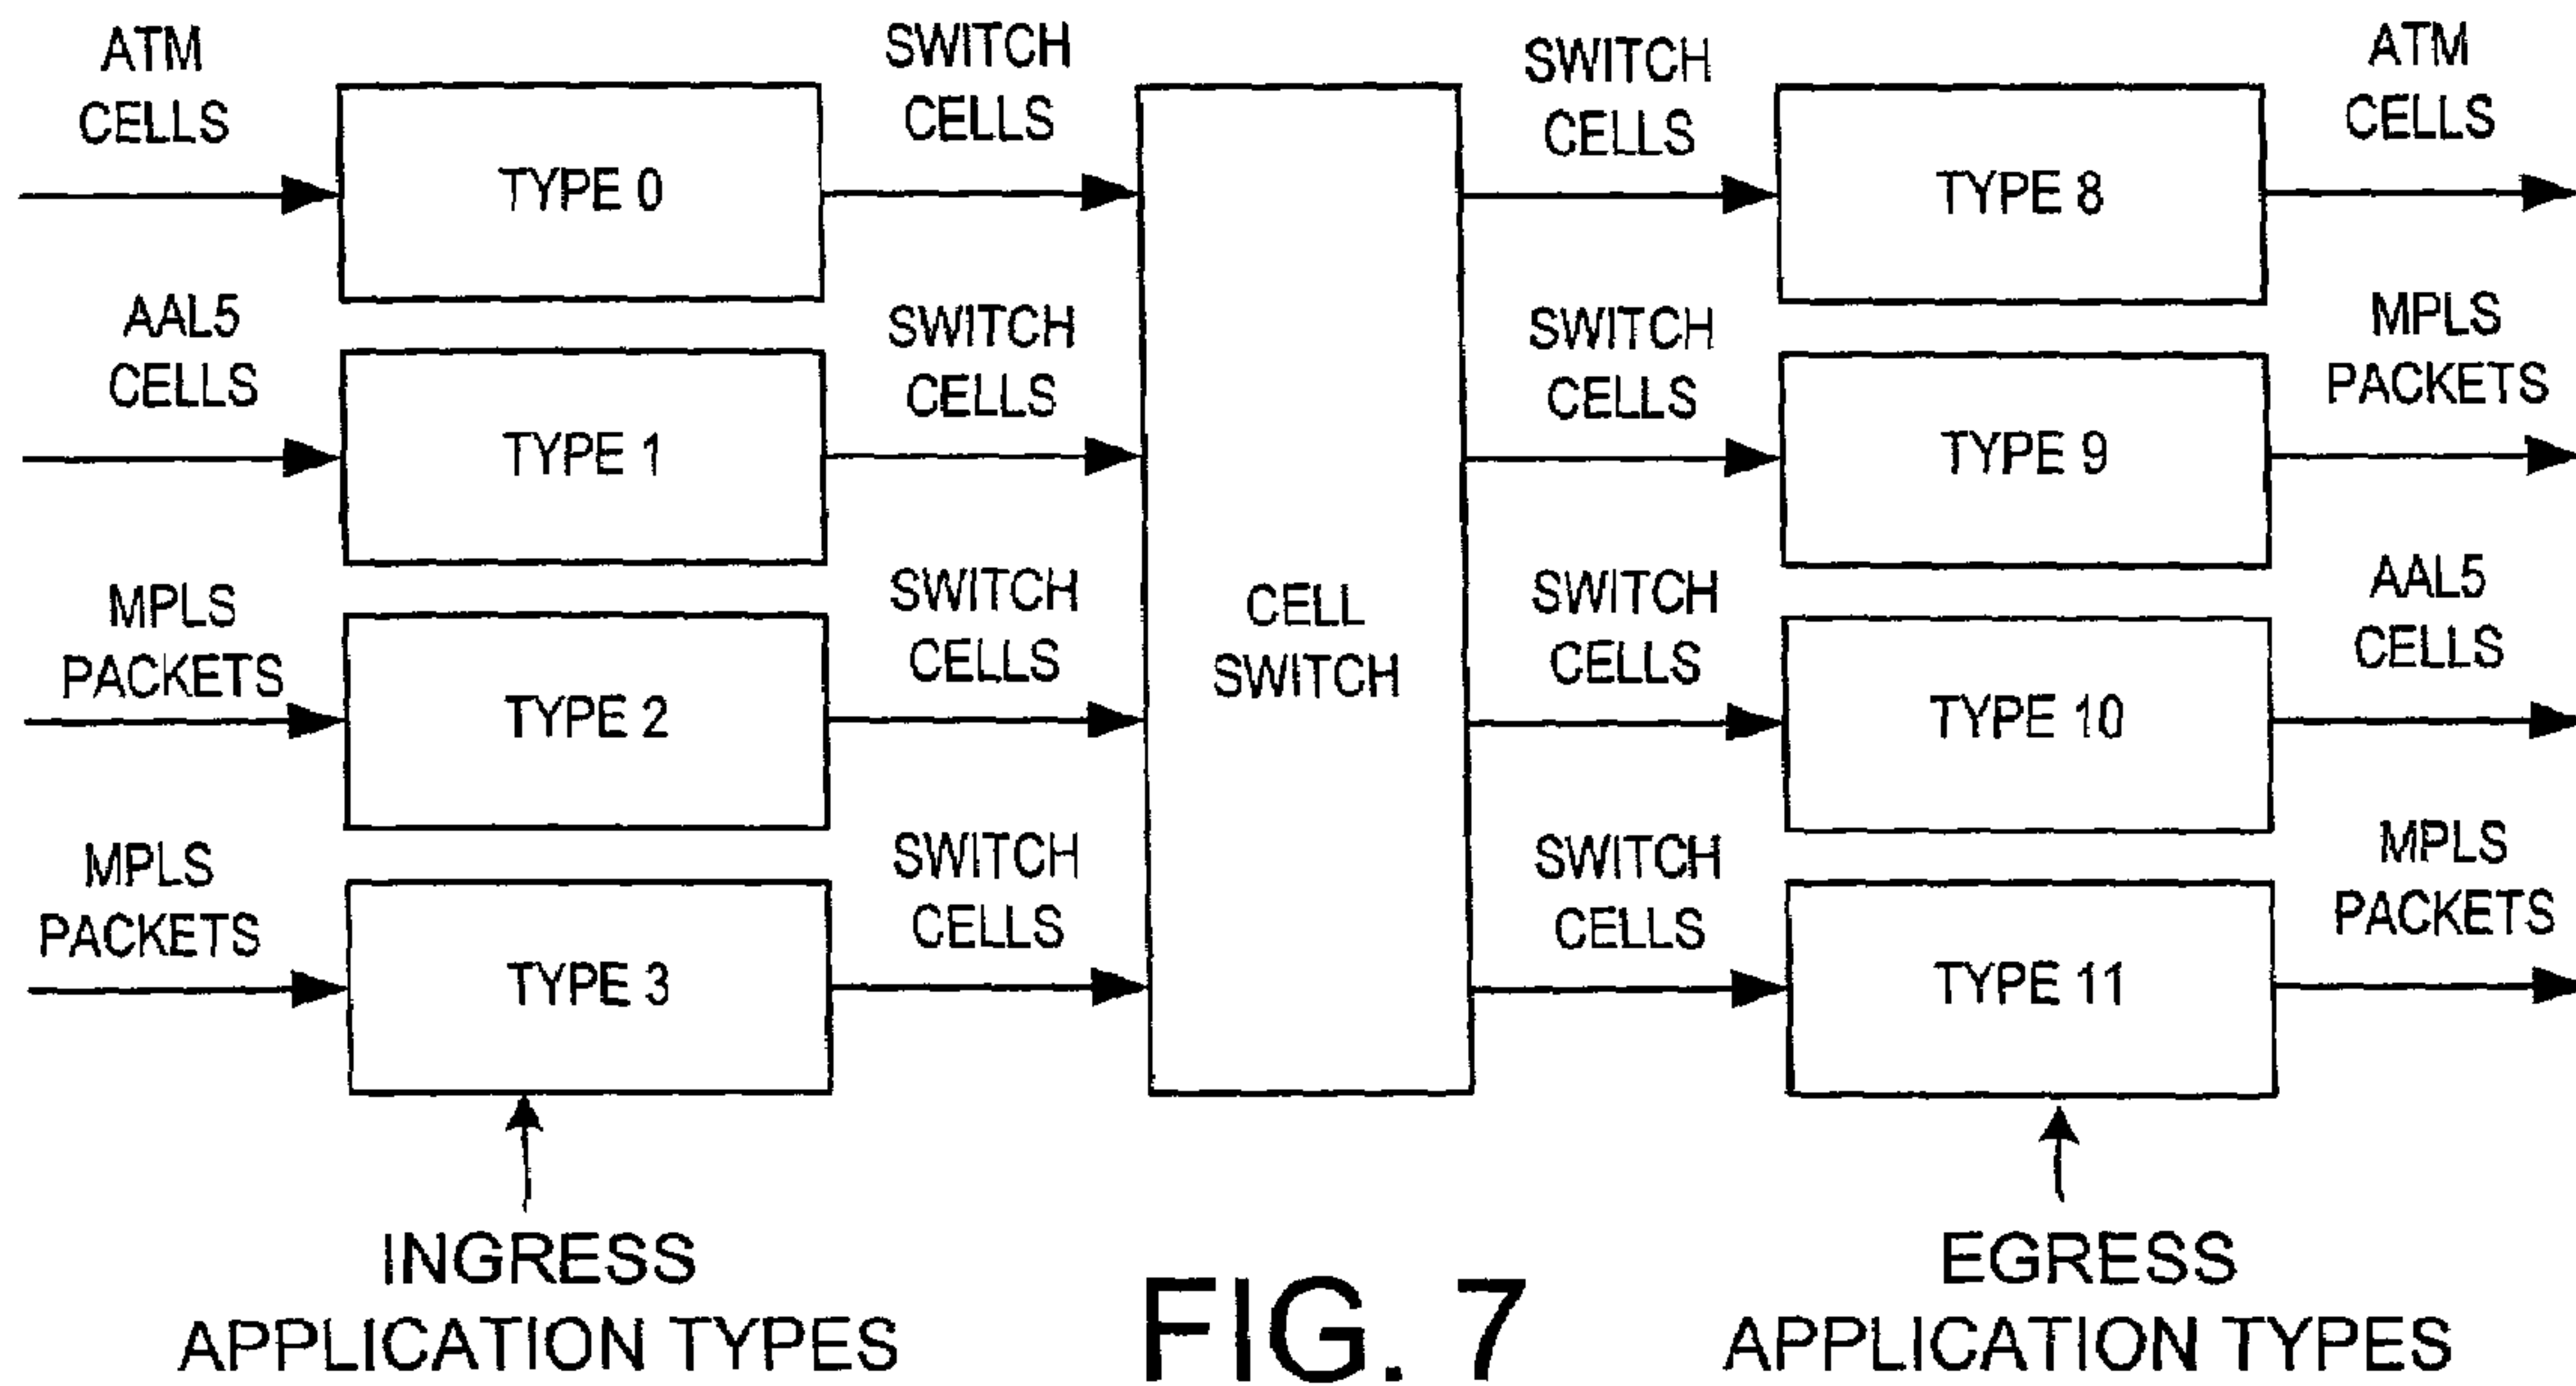 ATM
CELLS
SWITCH
CELLS
SWITCH
CELLS
ATM
CELLS
TYPE 0
TYPE 8
AAL5
CELLS
SWITCH
CELLS
SWITCH
CELLS
MPLS
PACKETS
TYPE 1
TYPE 9
MPLS
PACKETS
SWITCH
CELLS
CELL
SWITCH
SWITCH
CELLS
AAL5
CELLS
TYPE 2
TYPE 10
MPLS
PACKETS
SWITCH
CELLS
SWITCH
CELLS
MPLS
PACKETS
TYPE 3
TYPE 11
INGRESS
APPLICATION TYPES
FIG. 7
EGRESS
APPLICATION TYPES